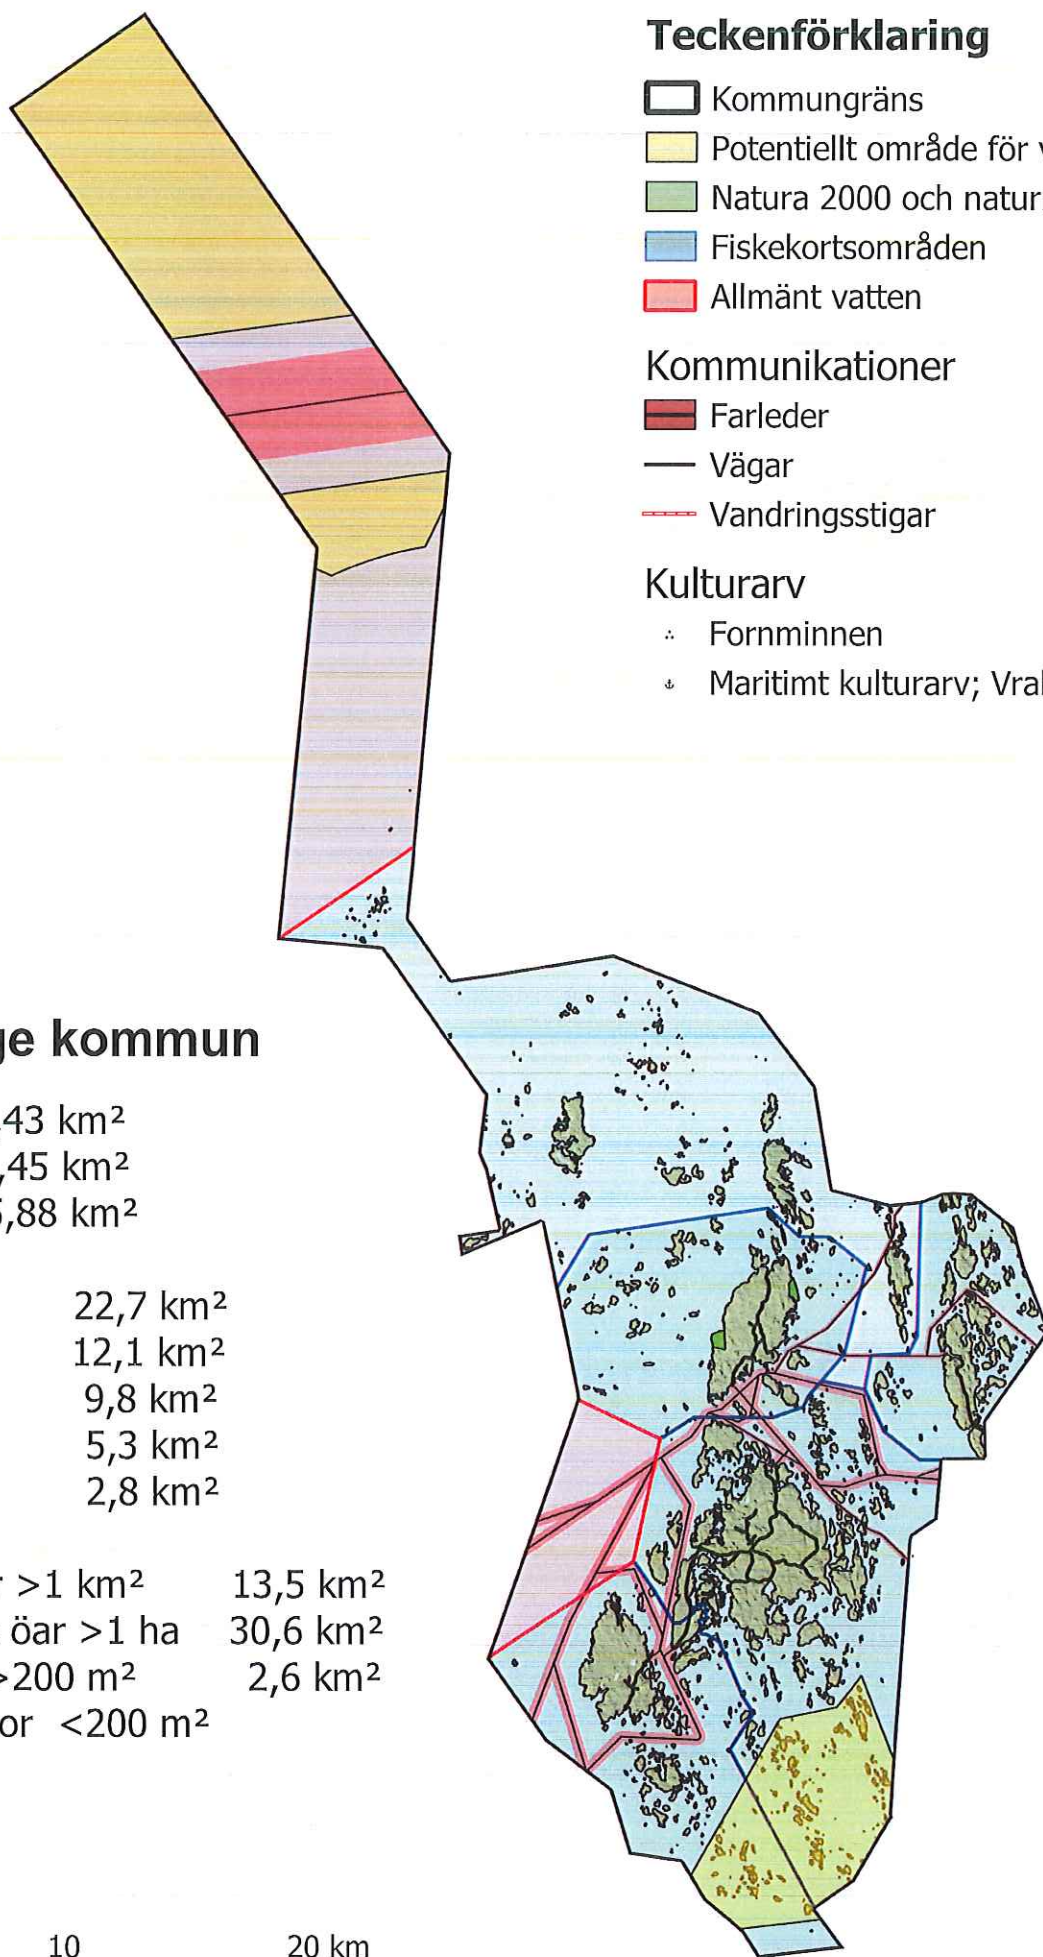 Teckenförklaring
Kommungräns
Potentiellt område för
Natura 2000 och natur
Fiskekortsområden
Allmänt vatten
Kommunikationer
Farleder
Vägar
Vandringsstigar
Kulturarv
Fornminnen
Maritimt kulturarv;
ge kommun
43 km²
,45 km²
,88 km²
22,7 km²
12,1 km²
9,8 km²
5,3 km²
2,8 km²
>1 km² 13,5 km²
öar >1 ha 30,6 km²
>200 m² 2,6 km²
or <200 m²
10 20 km